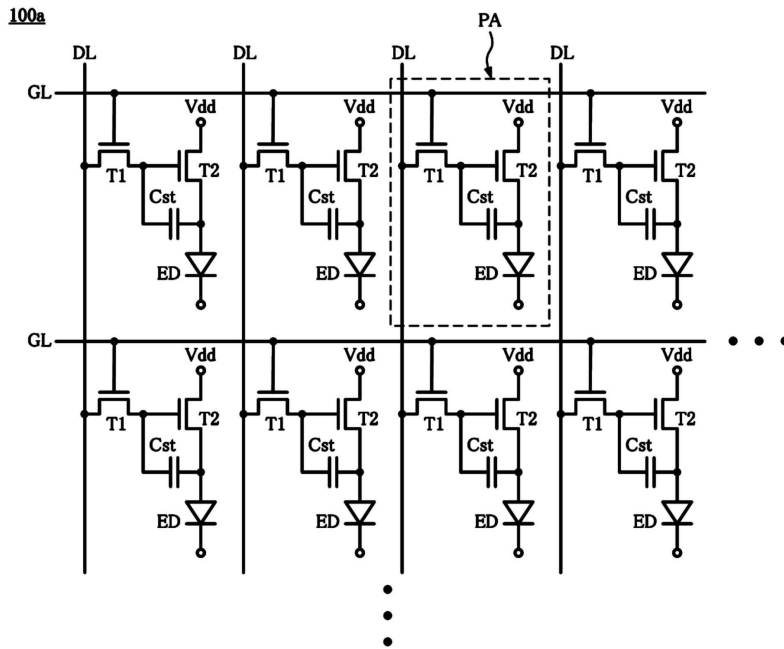 100a
PA
DL DL DL DL
GL
Vdd Vdd Vdd Vdd
T1 T2 T1 T2 T1 T2 T1 T2
Cst Cst Cst Cst
ED ED ED ED
GL
Vdd Vdd Vdd Vdd
T1 T2 T1 T2 T1 T2 T1 T2
Cst Cst Cst Cst
ED ED ED ED